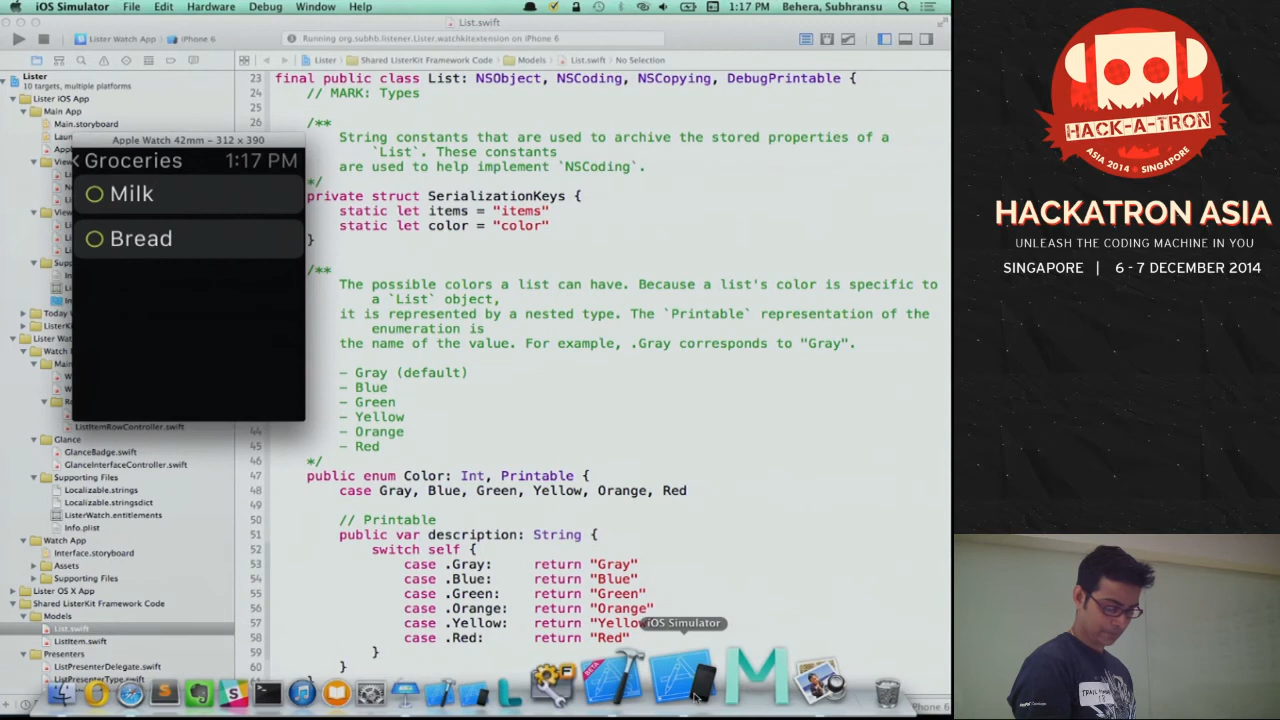 iOS Simulator File Edit Hardware Debug Window Help 1:17 PM Behera, Subhransu
List.swift
Lister Watch App iPhone 6 Running org.subhb.listener.Lister.watchkitextension on iPhone 6
Lister Shared ListerKit Framework Code Models List.swift No Selection
Lister
10 targets, multiple platforms
Lister iOS App
Main App
Main.storyboard
Apple Watch 42mm – 312 x 390
Groceries 1:17 PM
Milk
Bread
ListItemRowController.swift
Glance
GlanceBadge.swift
GlanceInterfaceController.swift
Supporting Files
Localizable.strings
Localizable.stringsdict
ListerWatch.entitlements
Info.plist
Watch App
Interface.storyboard
Assets
Supporting Files
Lister OS X App
Shared ListerKit Framework Code
Models
List.swift
ListItem.swift
Presenters
ListPresenterDelegate.swift
ListPresenterType.swift
23 final public class List: NSObject, NSCoding, NSCopying, DebugPrintable {
24 // MARK: Types
25
26 /**
String constants that are used to archive the stored properties of a
`List`. These constants
are used to help implement `NSCoding`.
*/
private struct SerializationKeys {
static let items = "items"
static let color = "color"
}
/**
The possible colors a list can have. Because a list's color is specific to
a `List` object,
it is represented by a nested type. The `Printable` representation of the
enumeration is
the name of the value. For example, .Gray corresponds to "Gray".
– Gray (default)
– Blue
– Green
– Yellow
44 – Orange
45 – Red
46 */
47 public enum Color: Int, Printable {
48 case Gray, Blue, Green, Yellow, Orange, Red
49
50 // Printable
51 public var description: String {
52 switch self {
53 case .Gray: return "Gray"
54 case .Blue: return "Blue"
55 case .Green: return "Green"
56 case .Orange: return "Orange"
57 case .Yellow: return "Yellow
58 case .Red: return "Red"
59 }
60 }
iOS Simulator
BETA
iPhone 6
HACK-A-TRON
ASIA 2014 SINGAPORE
HACKATRON ASIA
UNLEASH THE CODING MACHINE IN YOU
SINGAPORE | 6 - 7 DECEMBER 2014